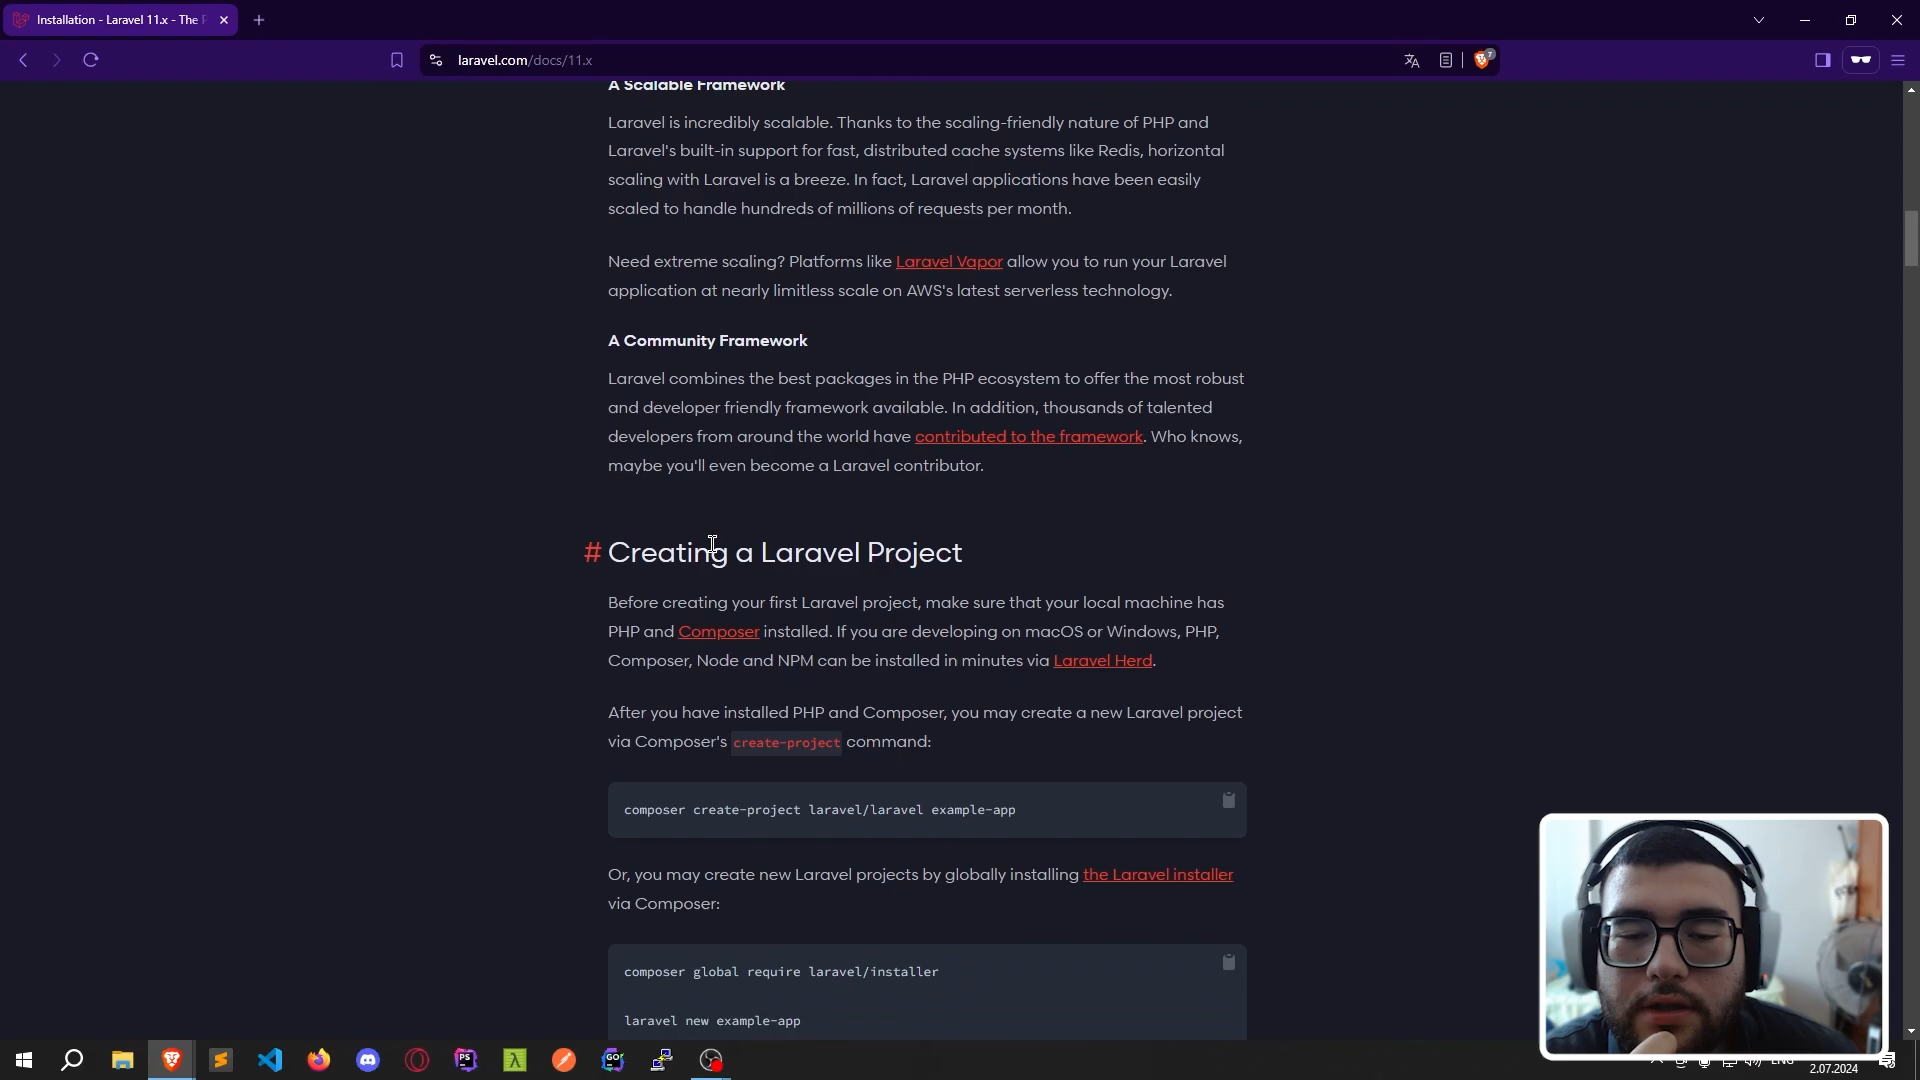 Installation - Laravel 11.x - The P
laravel.com/docs/11.x
7
A Scalable Framework
Laravel is incredibly scalable. Thanks to the scaling-friendly nature of PHP and
Laravel's built-in support for fast, distributed cache systems like Redis, horizontal
scaling with Laravel is a breeze. In fact, Laravel applications have been easily
scaled to handle hundreds of millions of requests per month.
Need extreme scaling? Platforms like Laravel Vapor allow you to run your Laravel
application at nearly limitless scale on AWS's latest serverless technology.
A Community Framework
Laravel combines the best packages in the PHP ecosystem to offer the most robust
and developer friendly framework available. In addition, thousands of talented
developers from around the world have contributed to the framework. Who knows,
maybe you'll even become a Laravel contributor.
# Creating a Laravel Project
Before creating your first Laravel project, make sure that your local machine has
PHP and Composer installed. If you are developing on macOS or Windows, PHP,
Composer, Node and NPM can be installed in minutes via Laravel Herd.
After you have installed PHP and Composer, you may create a new Laravel project
via Composer's create-project command:
composer create-project laravel/laravel example-app
Or, you may create new Laravel projects by globally installing the Laravel installer
via Composer:
composer global require laravel/installer
laravel new example-app
PS
GO
ENG
2.07.2024